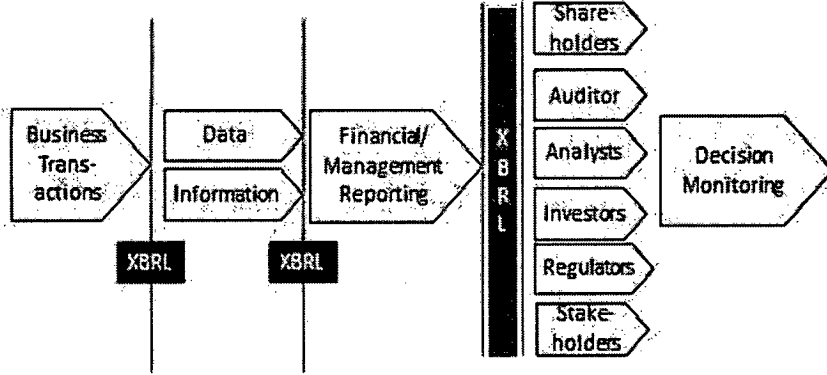 Business
Trans-
actions
XBRL
Data
Information
XBRL
Financial/
Management
Reporting
XBRL
Share-
holders
Auditor
Analysts
Investors
Regulators
Stake-
holders
Decision
Monitoring